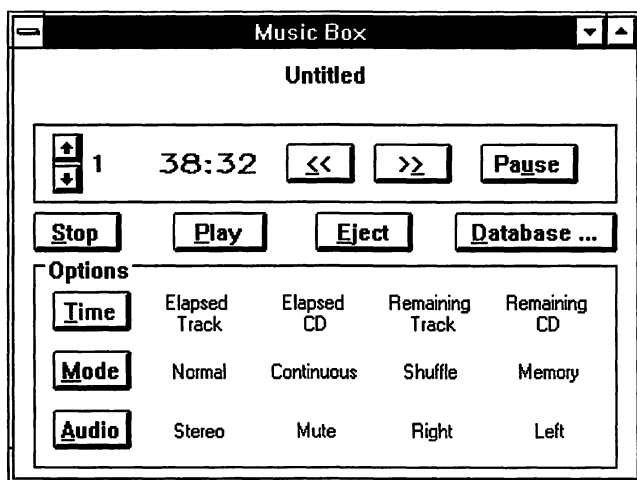 Music Box
Untitled
1 38:32 << >> Pause
Stop Play Eject Database ...
Options
Time Elapsed Track Elapsed CD Remaining Track Remaining CD
Mode Normal Continuous Shuffle Memory
Audio Stereo Mute Right Left